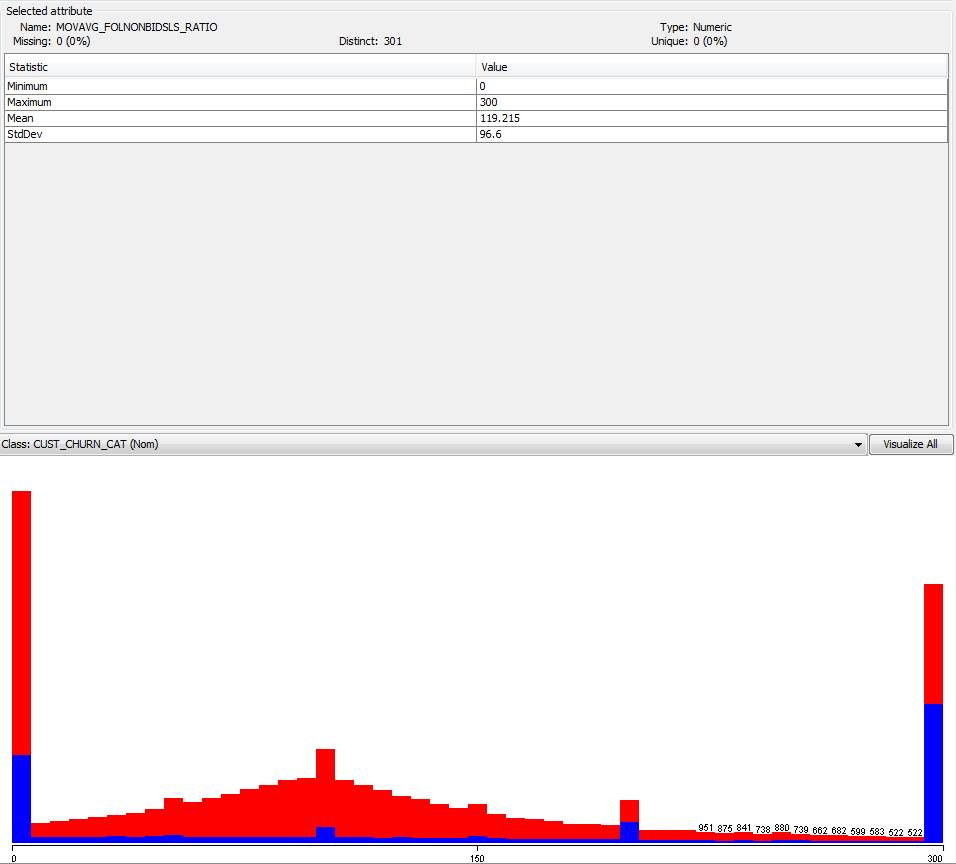 Selected attribute
Name: MOVAVG_FOLNONBIDSLS_RATIO Type: Numeric
Missing: 0 (0%) Distinct: 301 Unique: 0 (0%)
Statistic Value
Minimum 0
Maximum 300
Mean 119.215
StdDev 96.6
Class: CUST_CHURN_CAT (Nom) Visualize All
951 875 841 738 880 739 662 682 599 583 522 522
0 150 300